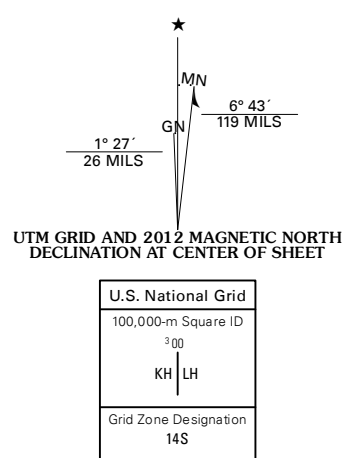 ★
MN
GN
6° 43´
119 MILS
1° 27´
26 MILS
UTM GRID AND 2012 MAGNETIC NORTH
DECLINATION AT CENTER OF SHEET
U.S. National Grid
100,000-m Square ID
³00
KH LH
Grid Zone Designation
14S